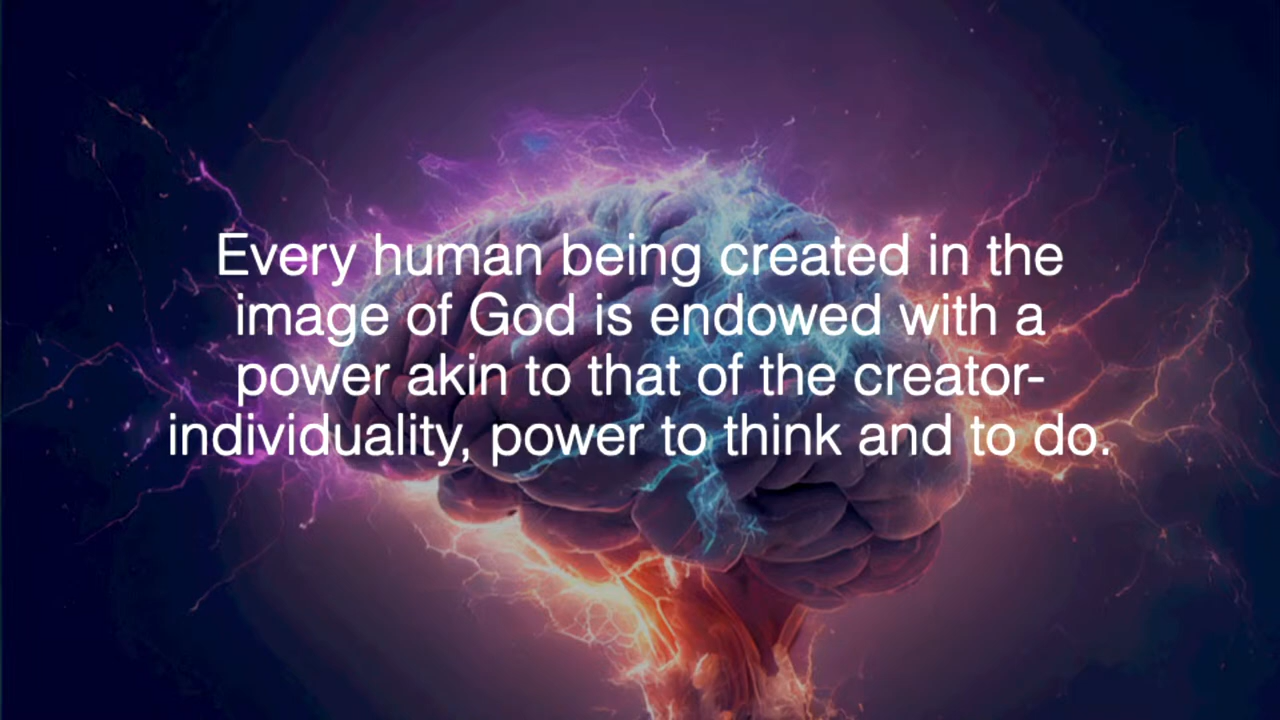 Every human being created in the
image of God is endowed with a
power akin to that of the creator-
individuality, power to think and to do.